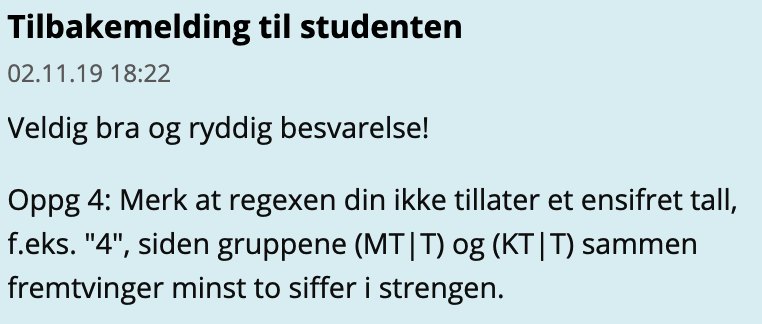 Tilbakemelding til studenten
02.11.19 18:22
Veldig bra og ryddig besvarelse!
Oppg 4: Merk at regexen din ikke tillater et ensifret tall,
f.eks. "4", siden gruppene (MT|T) og (KT|T) sammen
fremtvinger minst to siffer i strengen.